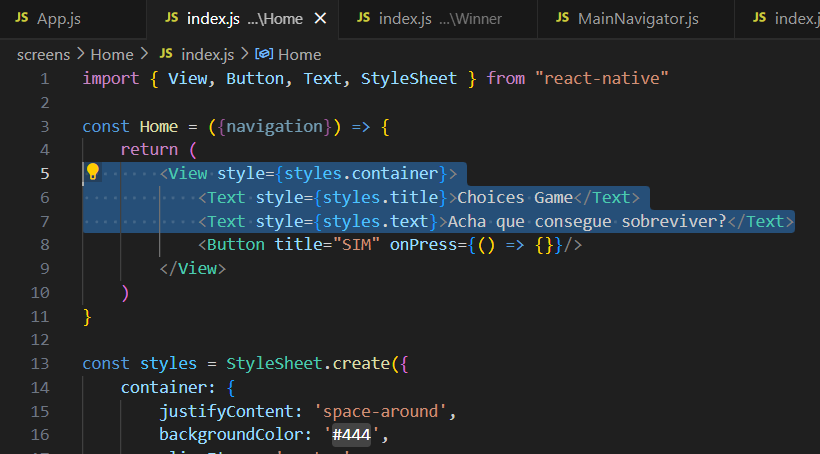 JS App.js JS index.js ...\Home × JS index.js ...\Winner JS MainNavigator.js JS index.j
screens > Home > JS index.js > Home
1 import { View, Button, Text, StyleSheet } from "react-native"
2
3 const Home = ({navigation}) => {
4 return (
5 <View style={styles.container}>
6 <Text style={styles.title}>Choices Game</Text>
7 <Text style={styles.text}>Acha que consegue sobreviver?</Text>
8 <Button title="SIM" onPress={() => {}}/>
9 </View>
10 )
11 }
12
13 const styles = StyleSheet.create({
14 container: {
15 justifyContent: 'space-around',
16 backgroundColor: '#444',